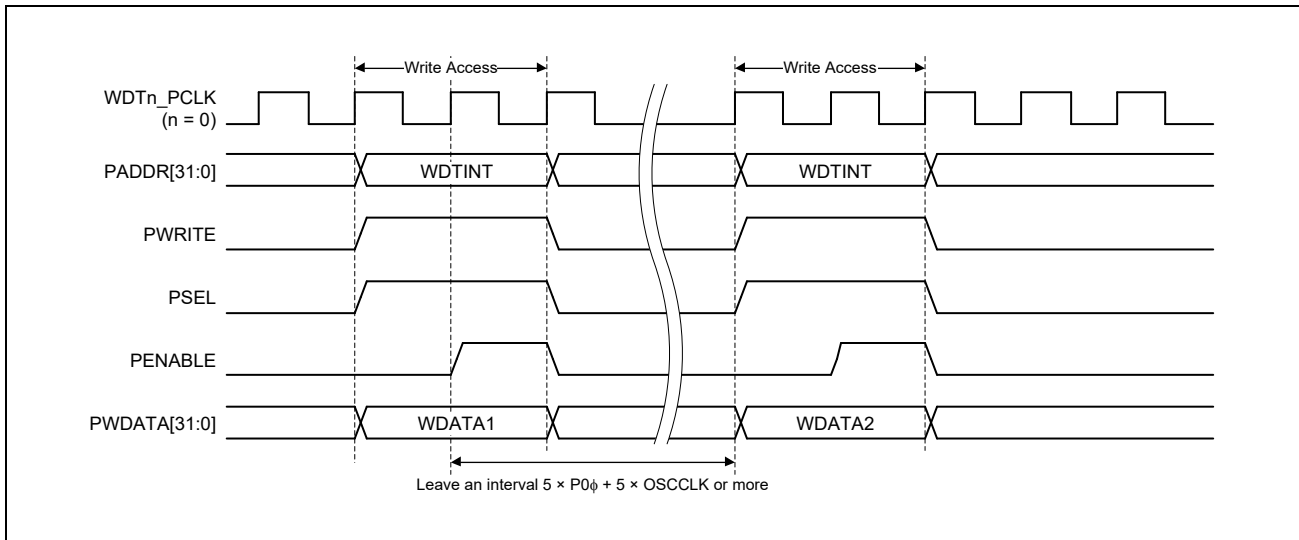 Write Access Write Access
WDTn_PCLK
(n = 0)
PADDR[31:0] WDTINT WDTINT
PWRITE
PSEL
PENABLE
PWDATA[31:0] WDATA1 WDATA2
Leave an interval 5 × P0ϕ + 5 × OSCCLK or more